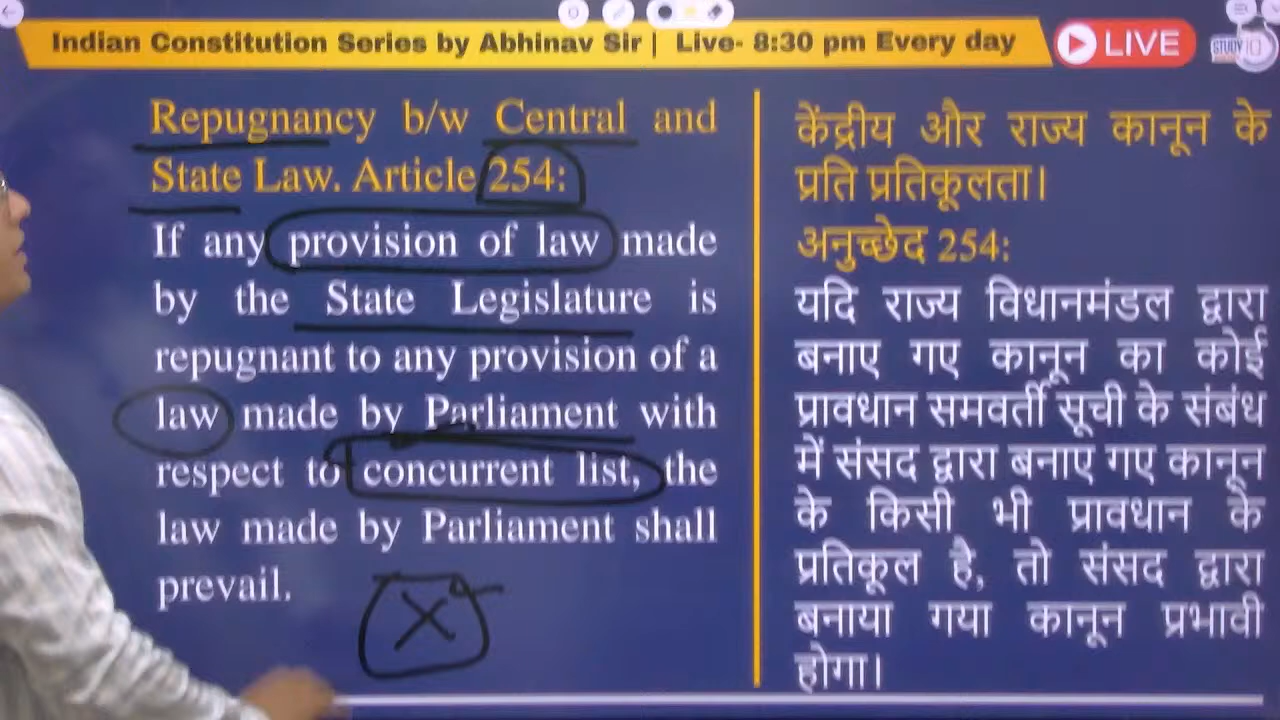 Indian Constitution Series by Abhinav Sir | Live- 8:30 pm Every day
LIVE
STUDY IQ
Repugnancy b/w Central and
State Law. Article 254:
If any provision of law made
by the State Legislature is
repugnant to any provision of a
law made by Parliament with
respect to concurrent list, the
law made by Parliament shall
prevail.
X
केंद्रीय और राज्य कानून के
प्रति प्रतिकूलता।
अनुच्छेद 254:
यदि राज्य विधानमंडल द्वारा
बनाए गए कानून का कोई
प्रावधान समवर्ती सूची के संबंध
में संसद द्वारा बनाए गए कानून
के किसी भी प्रावधान के
प्रतिकूल है, तो संसद द्वारा
बनाया गया कानून प्रभावी
होगा।